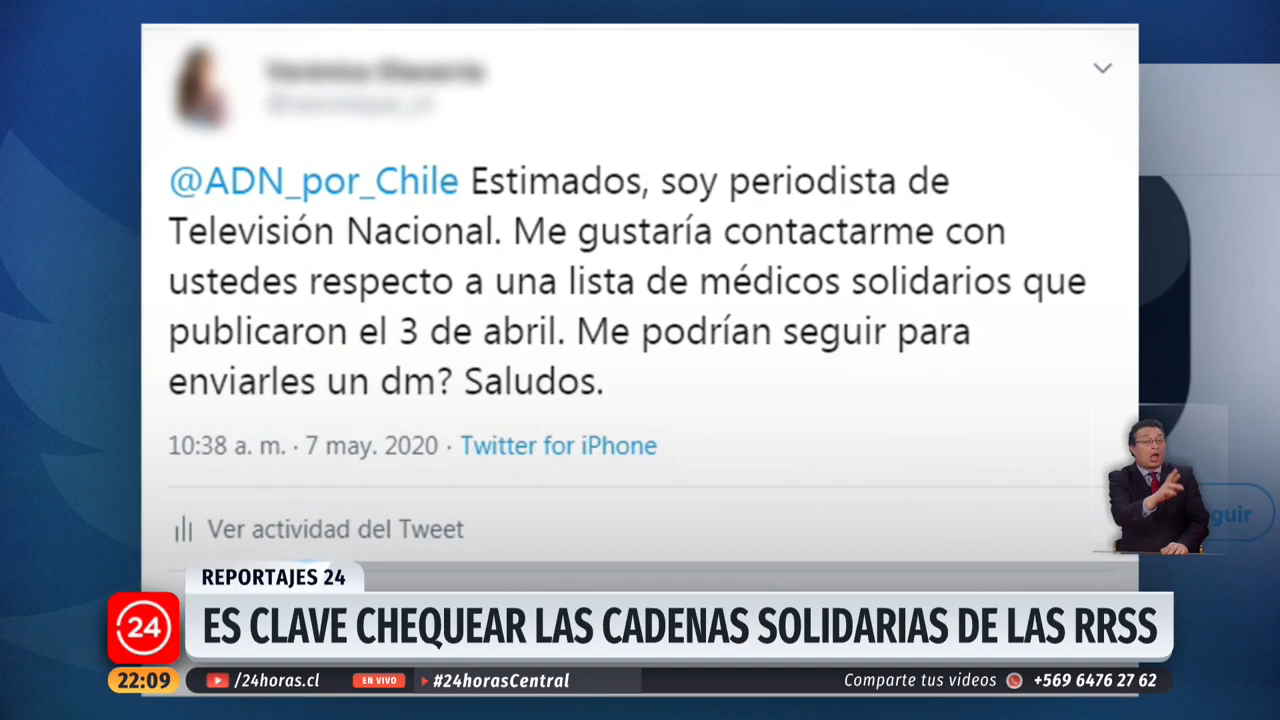 @ADN_por_Chile Estimados, soy periodista de
Televisión Nacional. Me gustaría contactarme con
ustedes respecto a una lista de médicos solidarios que
publicaron el 3 de abril. Me podrían seguir para
enviarles un dm? Saludos.
10:38 a. m. · 7 may. 2020 · Twitter for iPhone
guir
Ver actividad del Tweet
REPORTAJES 24
24
ES CLAVE CHEQUEAR LAS CADENAS SOLIDARIAS DE LAS RRSS
22:09 /24horas.cl EN VIVO #24horasCentral Comparte tus videos +569 6476 27 62